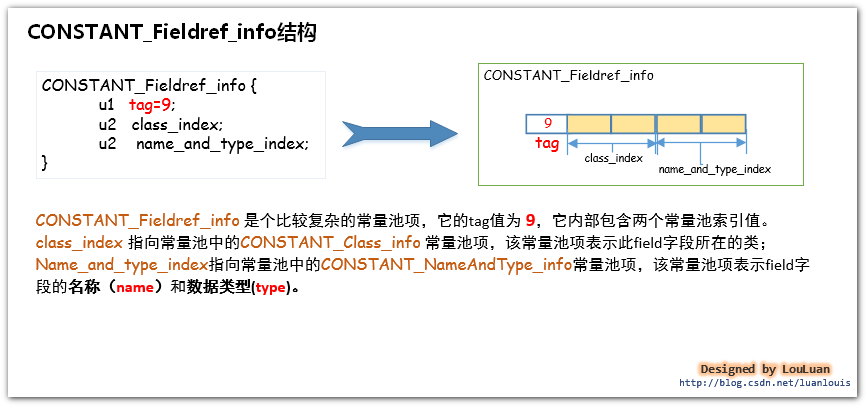 CONSTANT_Fieldref_info结构
CONSTANT_Fieldref_info {
u1 tag=9;
u2 class_index;
u2 name_and_type_index;
}
CONSTANT_Fieldref_info
9
tag
class_index
name_and_type_index
CONSTANT_Fieldref_info 是个比较复杂的常量池项，它的tag值为 9，它内部包含两个常量池索引值。
class_index 指向常量池中的CONSTANT_Class_info 常量池项，该常量池项表示此field字段所在的类；
Name_and_type_index指向常量池中的CONSTANT_NameAndType_info常量池项，该常量池项表示field字
段的名称（name）和数据类型(type)。
Designed by LouLuan
http://blog.csdn.net/luanlouis